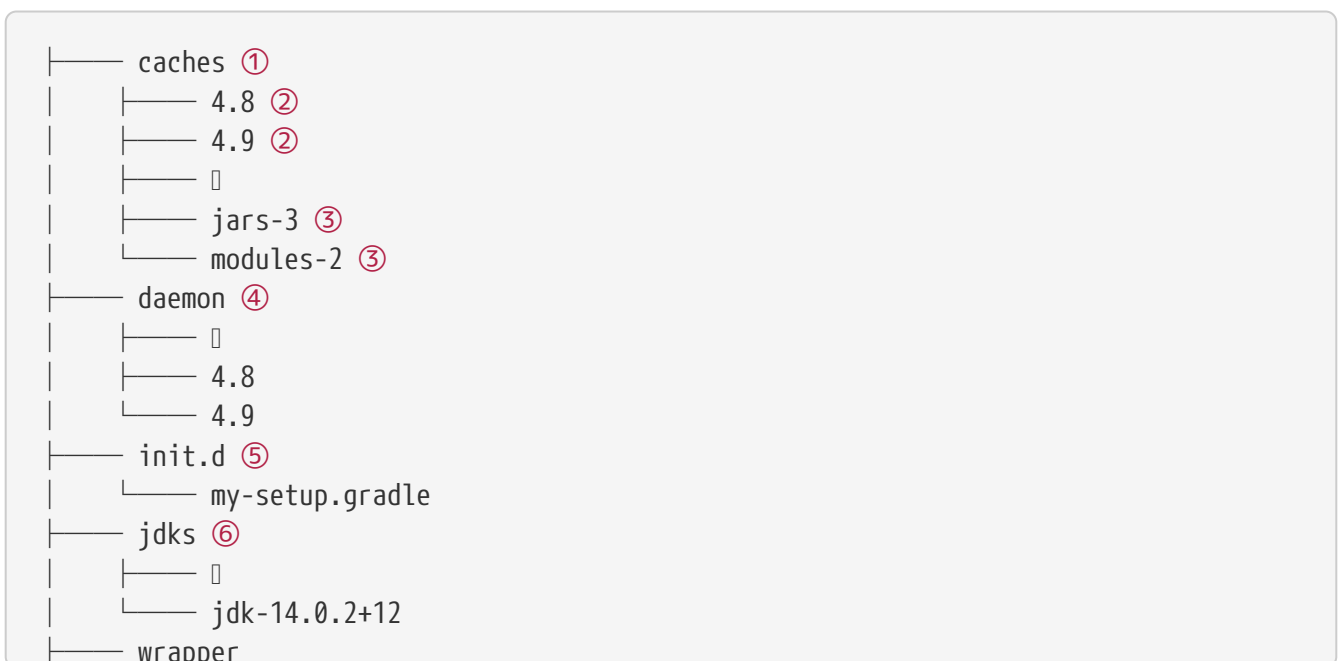 ├── caches ①
│   ├── 4.8 ②
│   ├── 4.9 ②
│   ├── ▯
│   ├── jars-3 ③
│   └── modules-2 ③
├── daemon ④
│   ├── ▯
│   ├── 4.8
│   └── 4.9
├── init.d ⑤
│   └── my-setup.gradle
├── jdks ⑥
│   ├── ▯
│   └── jdk-14.0.2+12
├── wrapper